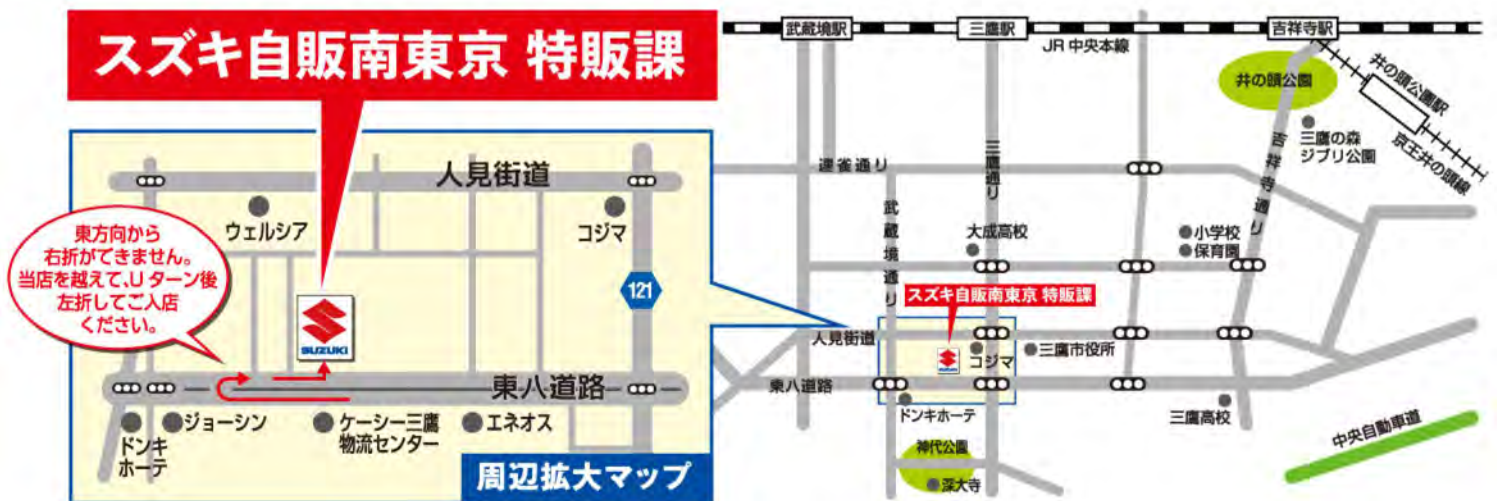 スズキ自販南東京 特販課
人見街道
ウェルシア
コジマ
東方向から
右折ができません。
当店を越えて、Uターン後
左折してご入店
ください。
121
SUZUKI
東八道路
ジョーシン
ドンキ
ホーテ
ケーシー三鷹
物流センター
エネオス
周辺拡大マップ
武蔵境駅
三鷹駅
吉祥寺駅
JR中央本線
井の頭公園
井の頭公園駅
京王井の頭線
三鷹の森
ジブリ公園
吉祥寺通り
連雀通り
三鷹通り
武蔵境通り
大成高校
小学校
保育園
スズキ自販南東京 特販課
人見街道
コジマ
三鷹市役所
東八道路
ドンキホーテ
三鷹高校
神代公園
深大寺
中央自動車道